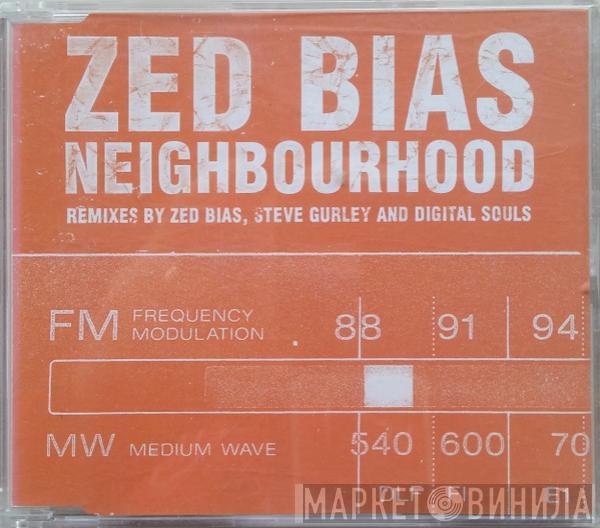 ZED BIAS
NEIGHBOURHOOD
REMIXES BY ZED BIAS, STEVE GURLEY AND DIGITAL SOULS
FM FREQUENCY MODULATION 88 91 94
MW MEDIUM WAVE 540 600 70
DLF
МАРКЕТ ВИНИЛА